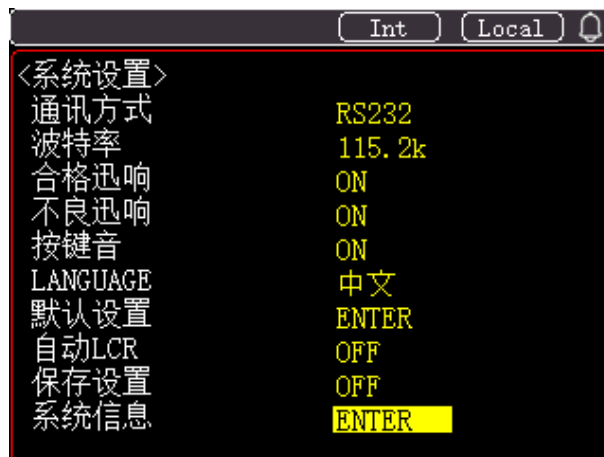 Int Local
<系统设置>
通讯方式 RS232
波特率 115.2k
合格迅响 ON
不良迅响 ON
按键音 ON
LANGUAGE 中文
默认设置 ENTER
自动LCR OFF
保存设置 OFF
系统信息 ENTER